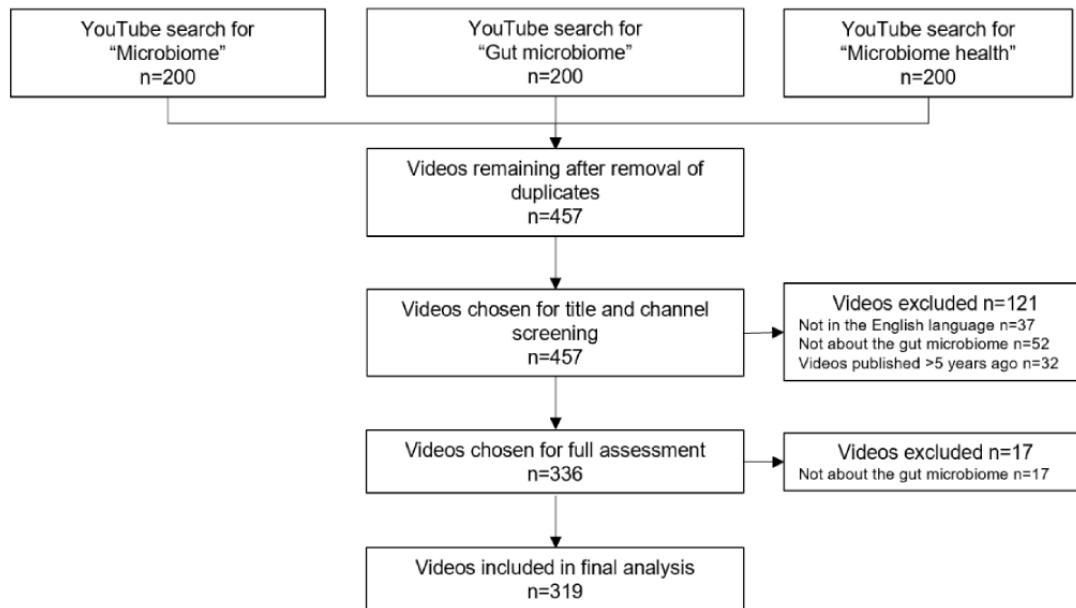 YouTube search for
“Microbiome”
n=200
YouTube search for
“Gut microbiome”
n=200
YouTube search for
“Microbiome health”
n=200
Videos remaining after removal of
duplicates
n=457
Videos chosen for title and channel
screening
n=457
Videos excluded n=121
Not in the English language n=37
Not about the gut microbiome n=52
Videos published >5 years ago n=32
Videos chosen for full assessment
n=336
Videos excluded n=17
Not about the gut microbiome n=17
Videos included in final analysis
n=319